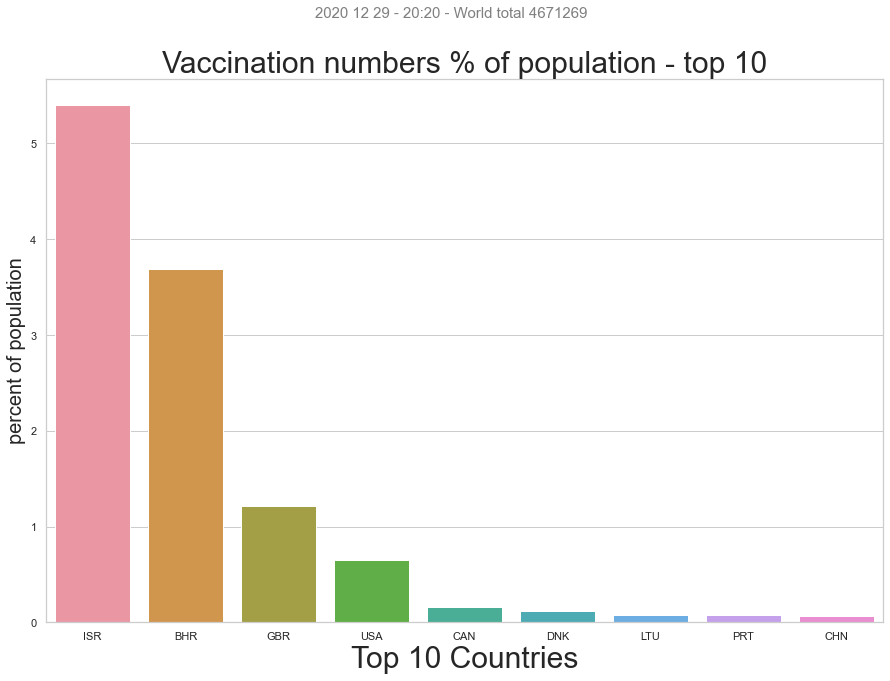 2020 12 29 - 20:20 - World total 4671269
Vaccination numbers % of population - top 10
percent of population
5
4
3
2
1
0
ISR BHR GBR USA CAN DNK LTU PRT CHN
Top 10 Countries